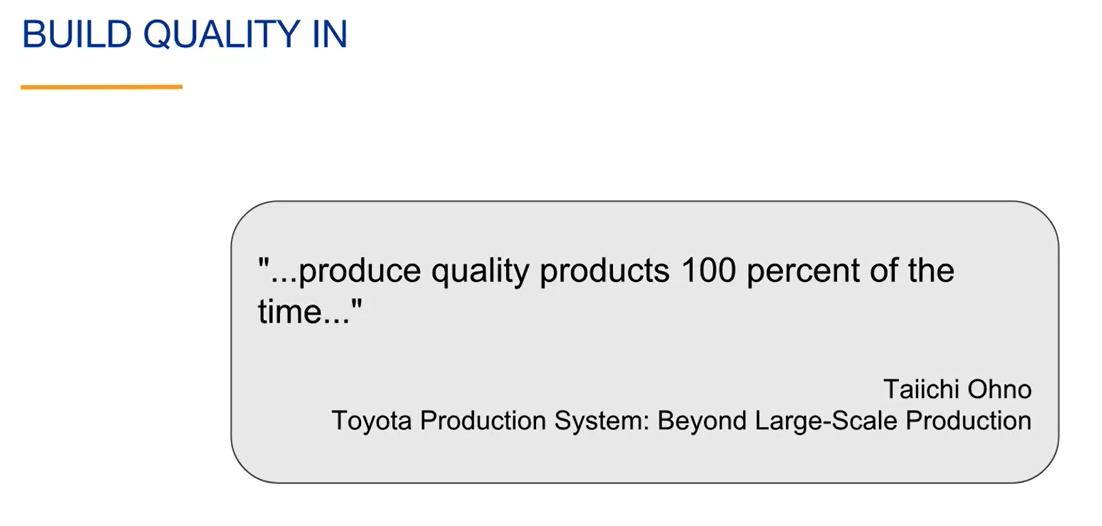 BUILD QUALITY IN
"...produce quality products 100 percent of the
time..."
Taiichi Ohno
Toyota Production System: Beyond Large-Scale Production